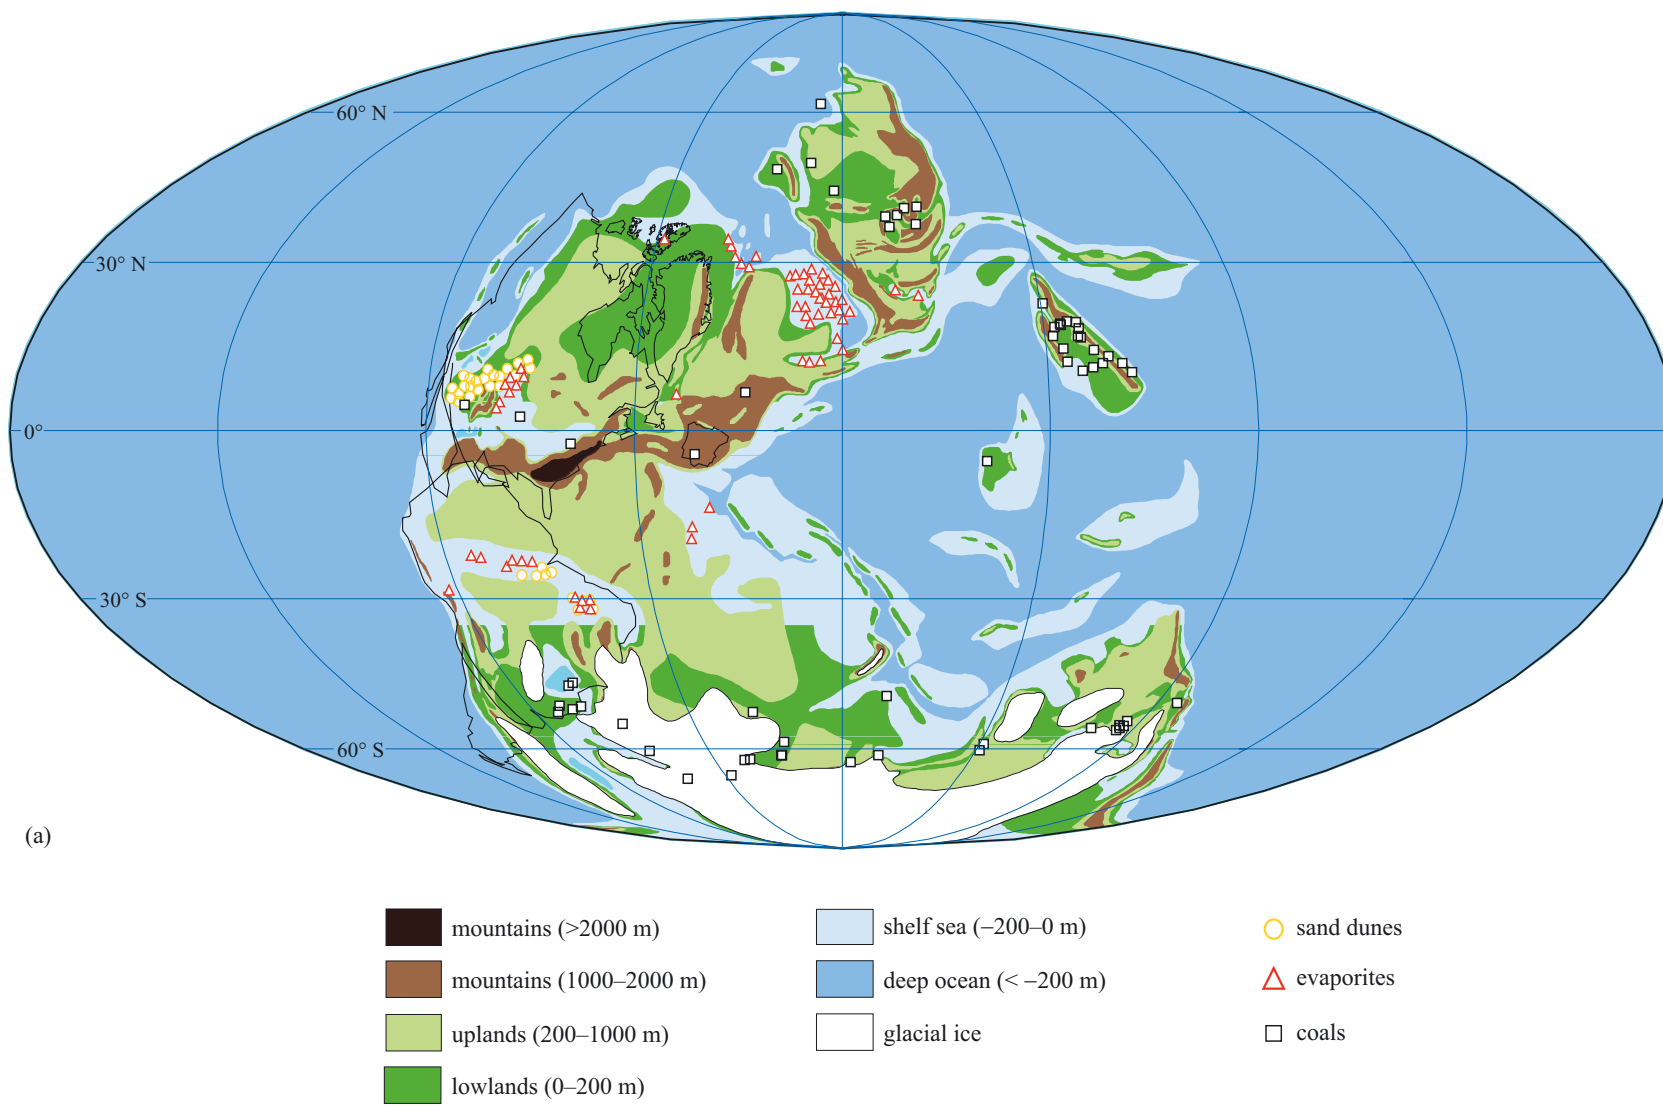 60° N
30° N
0°
30° S
60° S
(a)
mountains (>2000 m)
mountains (1000–2000 m)
uplands (200–1000 m)
lowlands (0–200 m)
shelf sea (–200–0 m)
deep ocean (< –200 m)
glacial ice
sand dunes
evaporites
coals